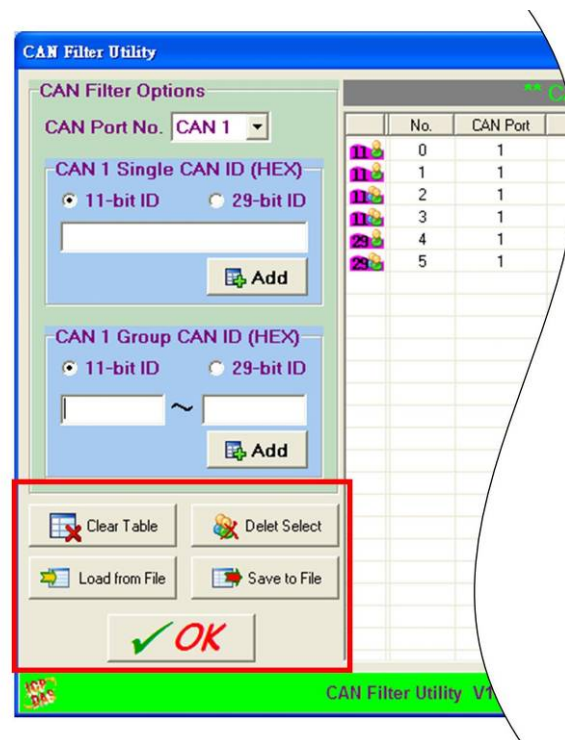 CAN Filter Utility
CAN Filter Options
CAN Port No. CAN 1
CAN 1 Single CAN ID (HEX)
11-bit ID 29-bit ID
Add
CAN 1 Group CAN ID (HEX)
11-bit ID 29-bit ID
~
Add
Clear Table Delet Select
Load from File Save to File
OK
**
No. CAN Port
11 0 1
11 1 1
11 2 1
11 3 1
29 4 1
29 5 1
ICP DAS
CAN Filter Utility V1